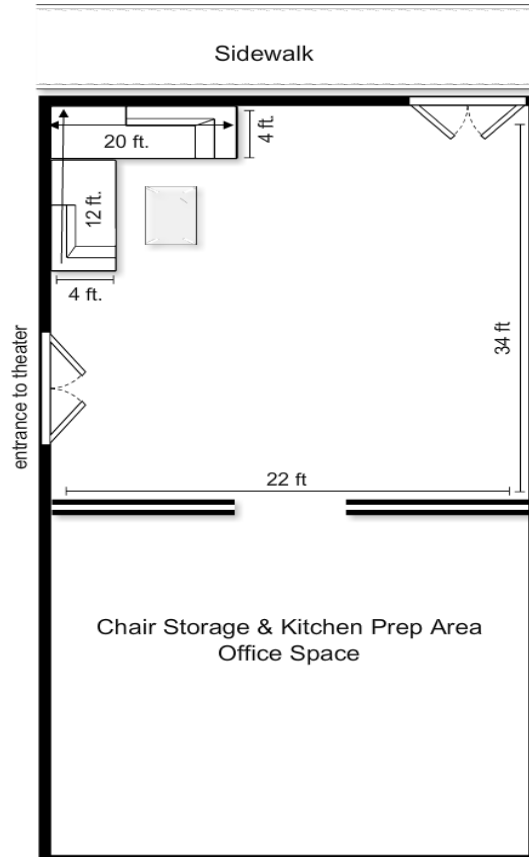 Sidewalk
20 ft.
4 ft.
12 ft.
4 ft.
entrance to theater
34 ft
22 ft
Chair Storage & Kitchen Prep Area
Office Space